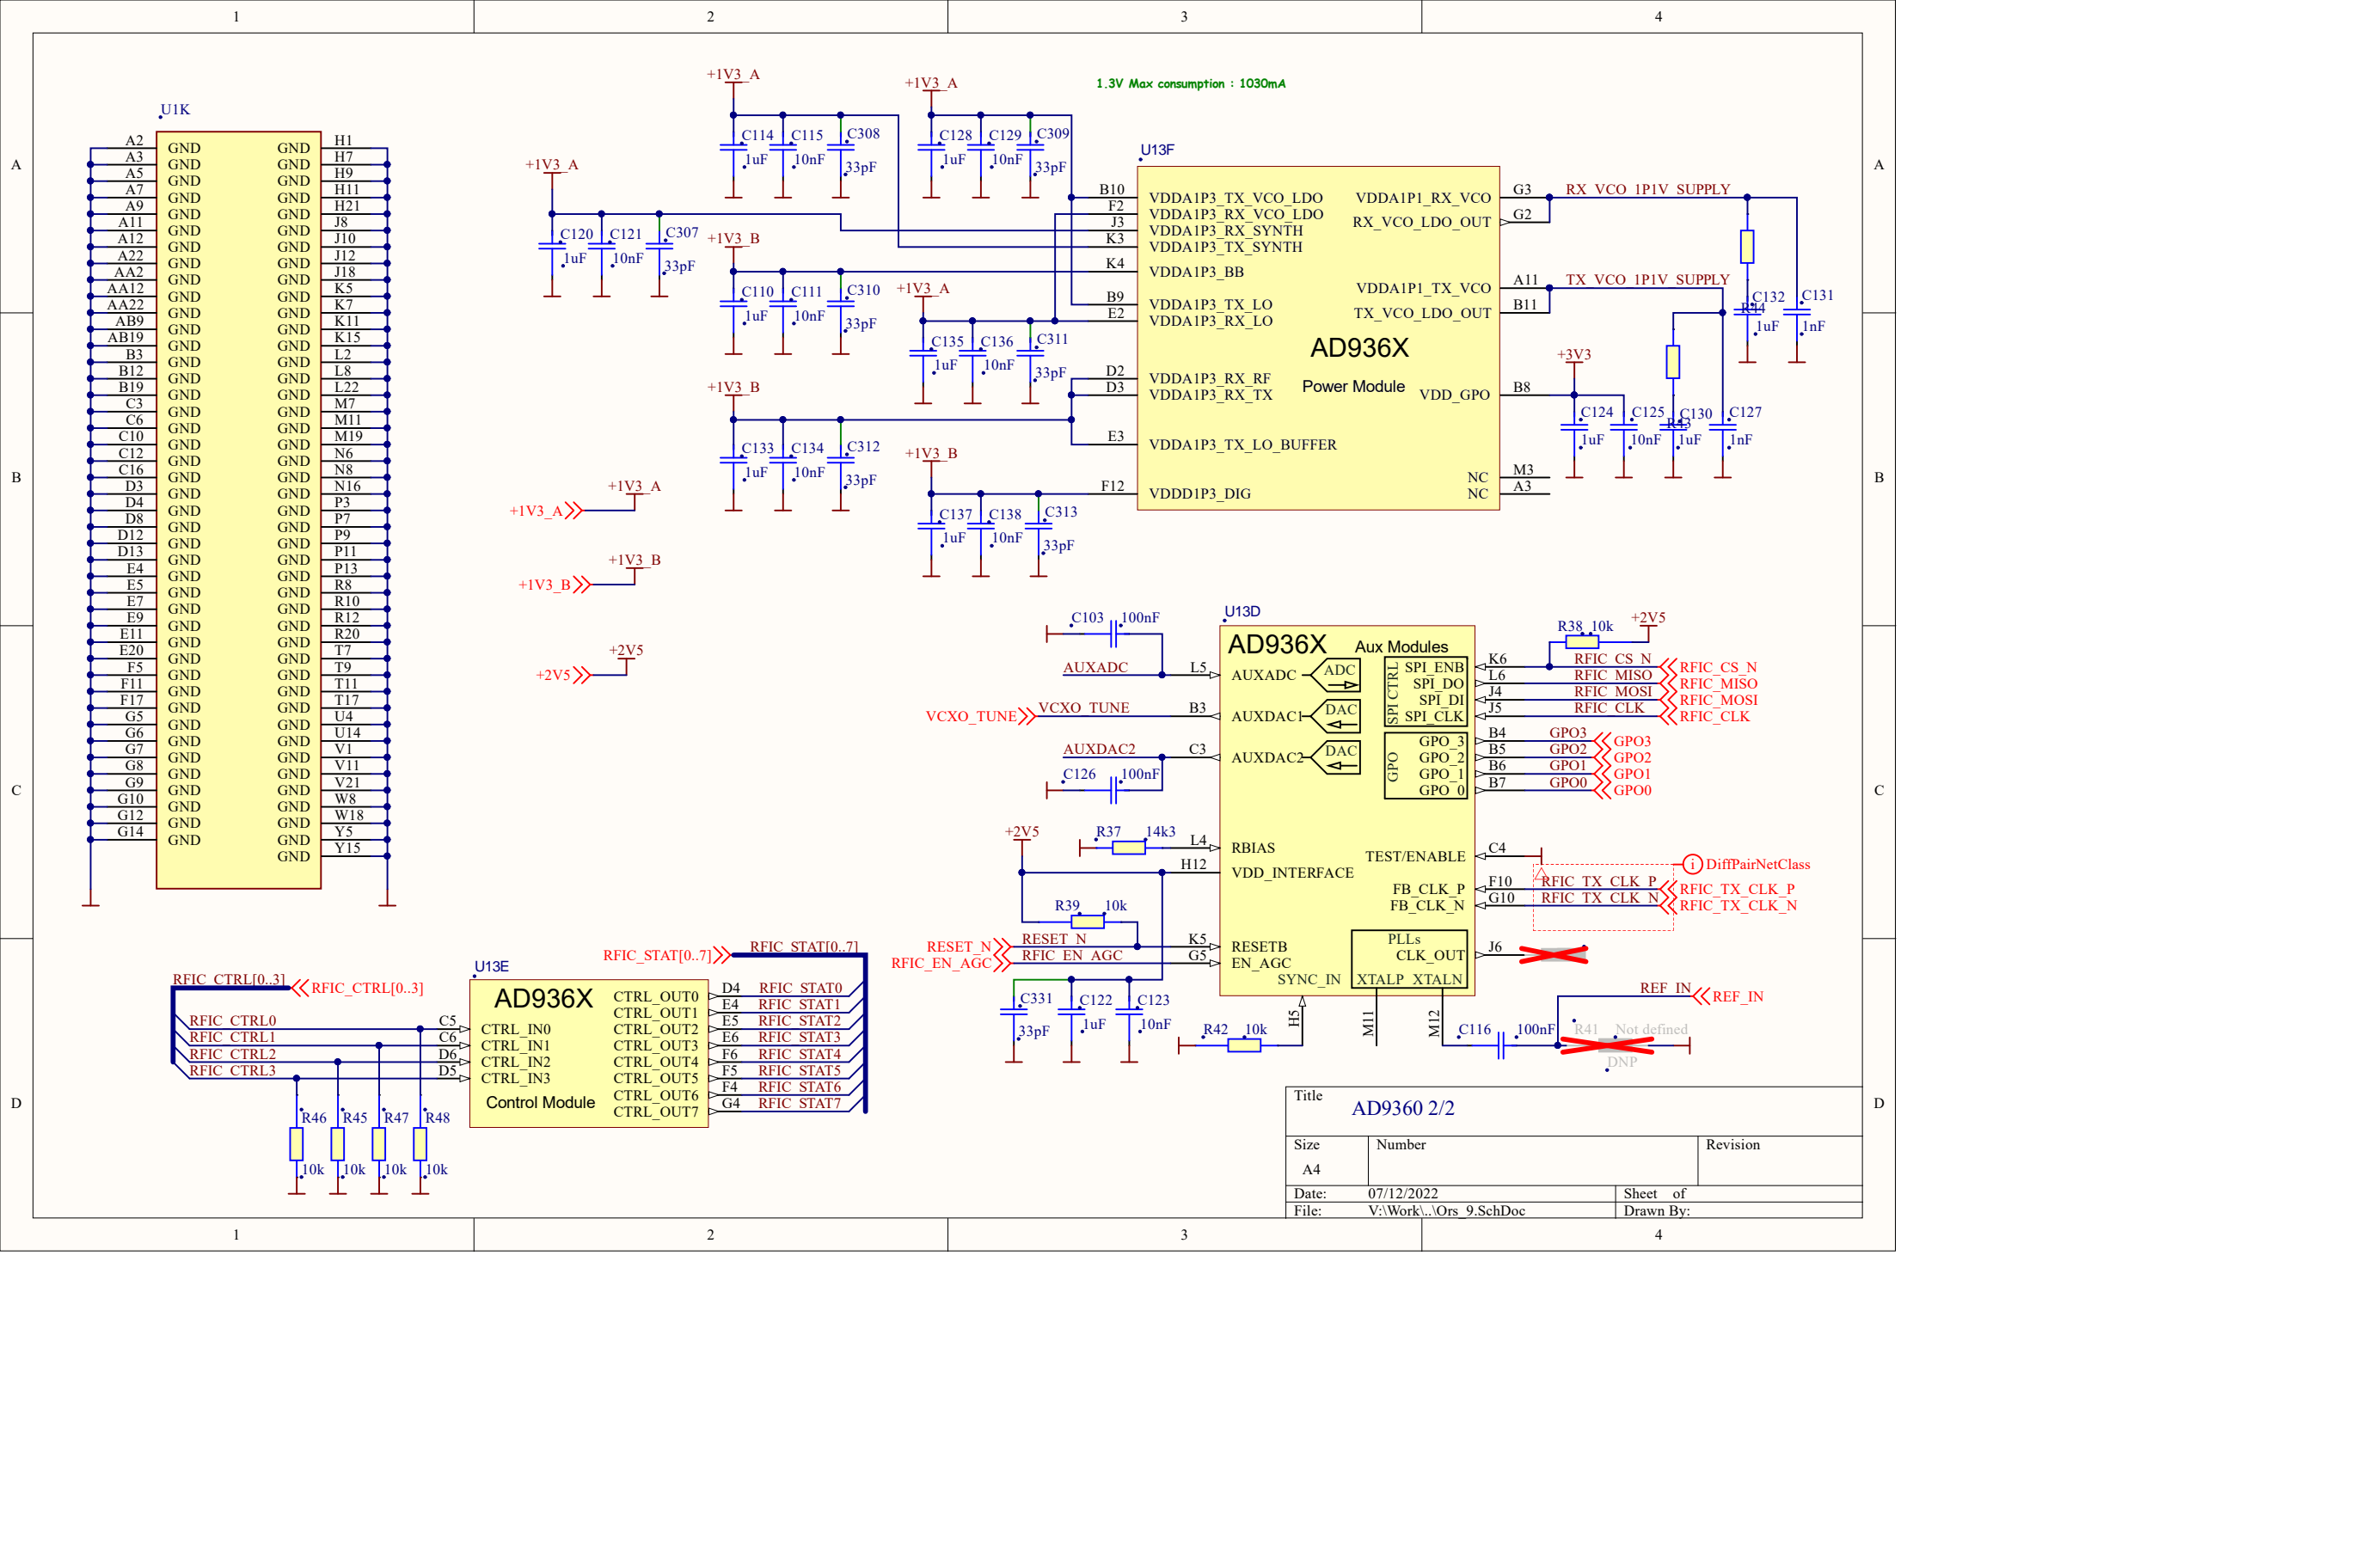 1 2 3 4
A A
B B
C C
D D
1 2 3 4
U1K
A2 GND GND H1
A3 GND GND H7
A5 GND GND H9
A7 GND GND H11
A9 GND GND H21
A11 GND GND J8
A12 GND GND J10
A22 GND GND J12
AA2 GND GND J18
AA12 GND GND K5
AA22 GND GND K7
AB9 GND GND K11
AB19 GND GND K15
B3 GND GND L2
B12 GND GND L8
B19 GND GND L22
C3 GND GND M7
C6 GND GND M11
C10 GND GND M19
C12 GND GND N6
C16 GND GND N8
D3 GND GND N16
D4 GND GND P3
D8 GND GND P7
D12 GND GND P9
D13 GND GND P11
E4 GND GND P13
E5 GND GND R8
E7 GND GND R10
E9 GND GND R12
E11 GND GND R20
E20 GND GND T7
F5 GND GND T9
F11 GND GND T11
F17 GND GND T17
G5 GND GND U4
G6 GND GND U14
G7 GND GND V1
G8 GND GND V11
G9 GND GND V21
G10 GND GND W8
G12 GND GND W18
G14 GND GND Y5
GND Y15
+1V3_A
C114 C115 C308
1uF 10nF 33pF
+1V3_A
C128 C129 C309
1uF 10nF 33pF
1.3V Max consumption : 1030mA
+1V3_A
C120 C121 C307
1uF 10nF 33pF
+1V3_B
C110 C111 C310
1uF 10nF 33pF
+1V3_A
C135 C136 C311
1uF 10nF 33pF
+1V3_B
C133 C134 C312
1uF 10nF 33pF
+1V3_B
C137 C138 C313
1uF 10nF 33pF
+1V3_A
+1V3_A
+1V3_B
+1V3_B
+2V5
+2V5
U13F
B10 VDDA1P3_TX_VCO_LDO
F2 VDDA1P3_RX_VCO_LDO
J3 VDDA1P3_RX_SYNTH
K3 VDDA1P3_TX_SYNTH
K4 VDDA1P3_BB
B9 VDDA1P3_TX_LO
E2 VDDA1P3_RX_LO
D2 VDDA1P3_RX_RF
D3 VDDA1P3_RX_TX
E3 VDDA1P3_TX_LO_BUFFER
F12 VDDD1P3_DIG
AD936X
Power Module
VDDA1P1_RX_VCO G3 RX_VCO_1P1V_SUPPLY
RX_VCO_LDO_OUT G2
VDDA1P1_TX_VCO A11 TX_VCO_1P1V_SUPPLY
TX_VCO_LDO_OUT B11
VDD_GPO B8
NC M3
NC A3
R44 C132 C131
1uF 1nF
+3V3
C124 C125 R43 C130 C127
1uF 10nF 1uF 1nF
U13D
AD936X
Aux Modules
C103 100nF
AUXADC L5 AUXADC ADC
VCXO_TUNE VCXO_TUNE B3 AUXDAC1 DAC
AUXDAC2 C3 AUXDAC2 DAC
C126 100nF
+2V5
R37 14k3 L4 RBIAS
H12 VDD_INTERFACE
R39 10k
RESET_N RESET_N K5 RESETB
RFIC_EN_AGC RFIC_EN_AGC G5 EN_AGC
C331 C122 C123
33pF 1uF 10nF
SYNC_IN H5
R42 10k
R38 10k +2V5
SPI CTRL
SPI_ENB K6 RFIC_CS_N RFIC_CS_N
SPI_DO L6 RFIC_MISO RFIC_MISO
SPI_DI J4 RFIC_MOSI RFIC_MOSI
SPI_CLK J5 RFIC_CLK RFIC_CLK
GPO
GPO_3 B4 GPO3 GPO3
GPO_2 B5 GPO2 GPO2
GPO_1 B6 GPO1 GPO1
GPO_0 B7 GPO0 GPO0
TEST/ENABLE C4
i DiffPairNetClass
FB_CLK_P F10 RFIC_TX_CLK_P RFIC_TX_CLK_P
FB_CLK_N G10 RFIC_TX_CLK_N RFIC_TX_CLK_N
PLLs
CLK_OUT J6
XTALP XTALN
M11 M12
REF_IN REF_IN
C116 100nF R41 Not defined
DNP
RFIC_STAT[0..7] RFIC_STAT[0..7]
RFIC_CTRL[0..3] RFIC_CTRL[0..3]
U13E
AD936X
Control Module
RFIC_CTRL0 C5 CTRL_IN0
RFIC_CTRL1 C6 CTRL_IN1
RFIC_CTRL2 D6 CTRL_IN2
RFIC_CTRL3 D5 CTRL_IN3
CTRL_OUT0 D4 RFIC_STAT0
CTRL_OUT1 E4 RFIC_STAT1
CTRL_OUT2 E5 RFIC_STAT2
CTRL_OUT3 E6 RFIC_STAT3
CTRL_OUT4 F6 RFIC_STAT4
CTRL_OUT5 F5 RFIC_STAT5
CTRL_OUT6 F4 RFIC_STAT6
CTRL_OUT7 G4 RFIC_STAT7
R46 R45 R47 R48
10k 10k 10k 10k
Title
AD9360 2/2
Size Number Revision
A4
Date: 07/12/2022 Sheet of
File: V:\Work\..\Ors_9.SchDoc Drawn By: